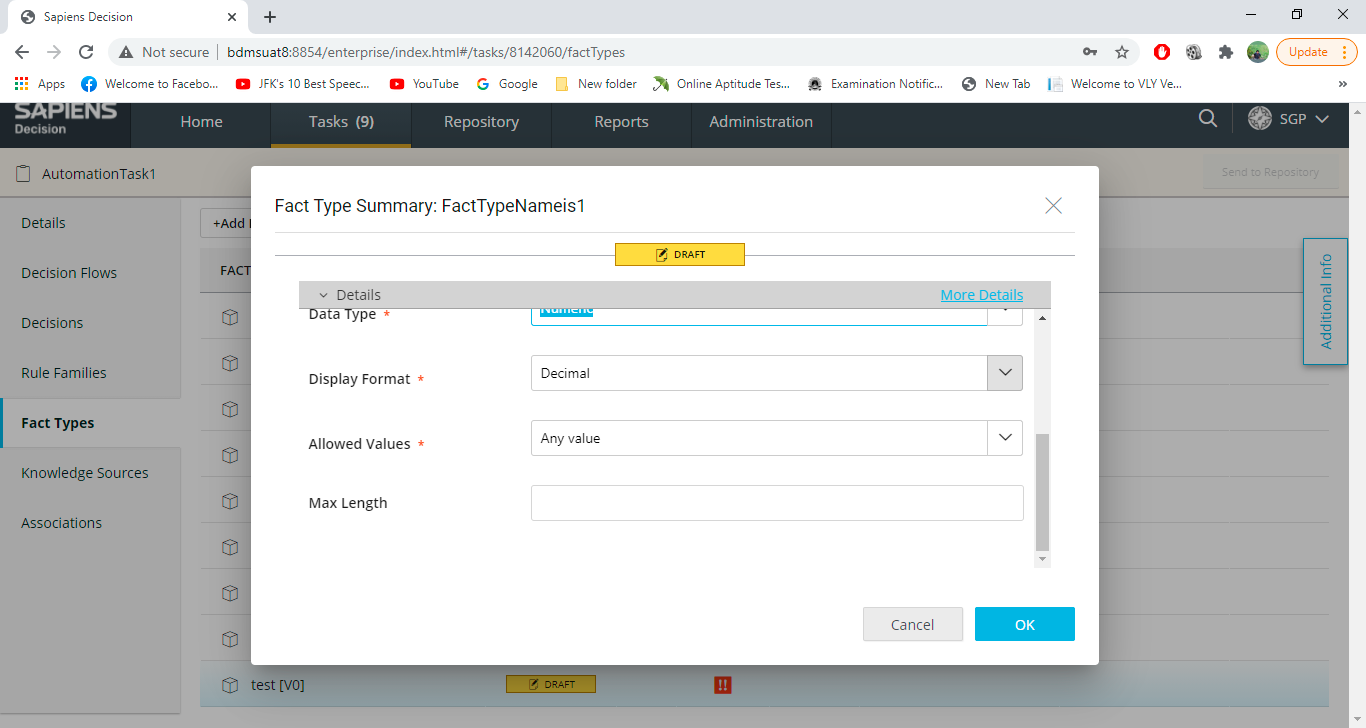 Sapiens Decision
Not secure
bdmsuat8:8854/enterprise/index.html#/tasks/8142060/factTypes
Update
Apps
Welcome to Facebo...
JFK's 10 Best Speec...
YouTube
Google
New folder
Online Aptitude Tes...
Examination Notific...
New Tab
Welcome to VLY Ve...
»
SAPIENS
Decision
Home
Tasks (9)
Repository
Reports
Administration
SGP
AutomationTask1
Send to Repository
Details
Decision Flows
Decisions
Rule Families
Fact Types
Knowledge Sources
Associations
+Add
FACT
Fact Type Summary: FactTypeNameis1
DRAFT
Details
More Details
Data Type *
Numeric
Display Format *
Decimal
Allowed Values *
Any value
Max Length
Cancel
OK
Additional Info
test [V0]
DRAFT
!!